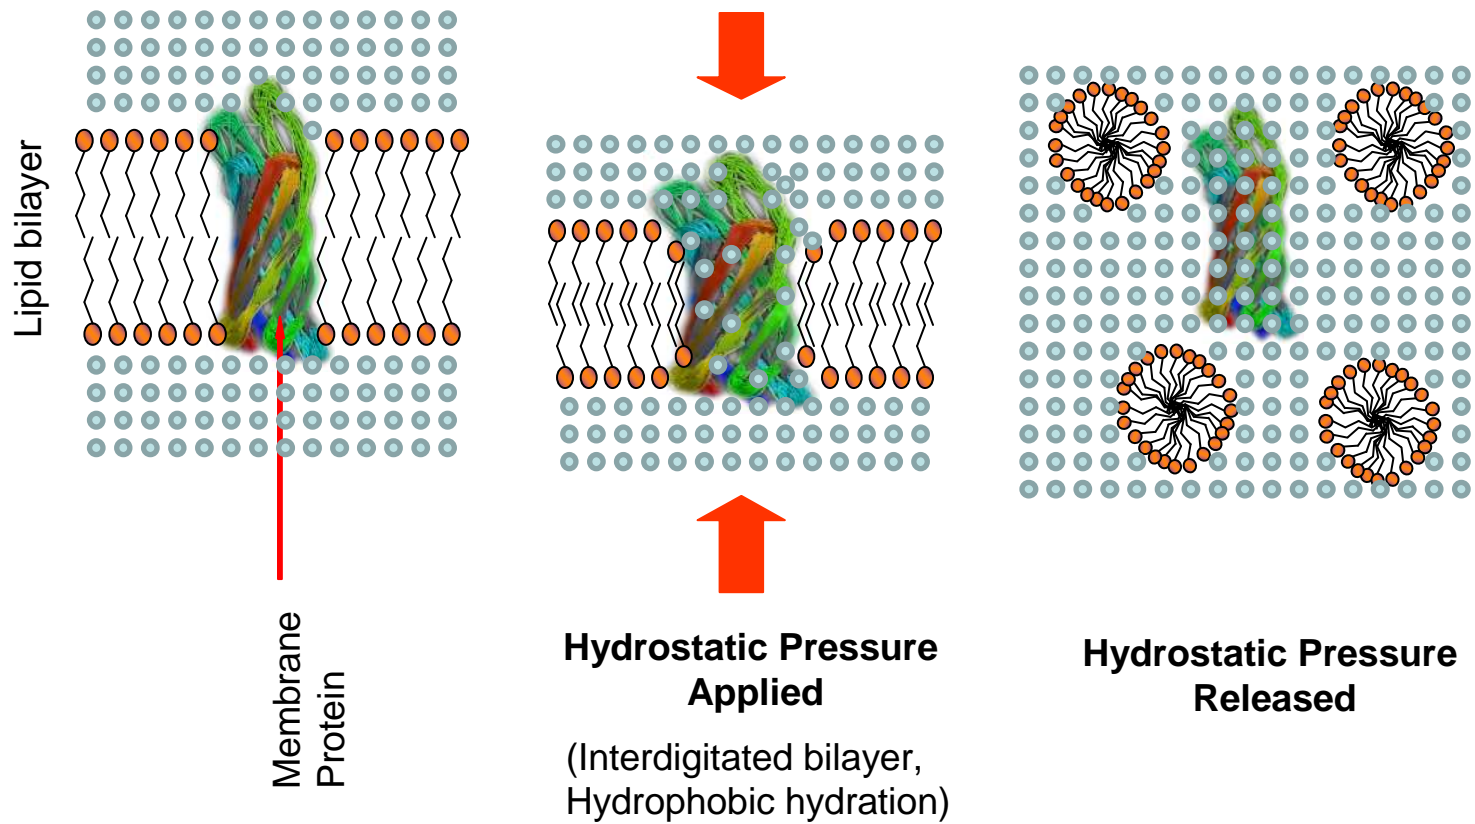 Lipid bilayer
Membrane
Protein
Hydrostatic Pressure
Applied
(Interdigitated bilayer,
Hydrophobic hydration)
Hydrostatic Pressure
Released